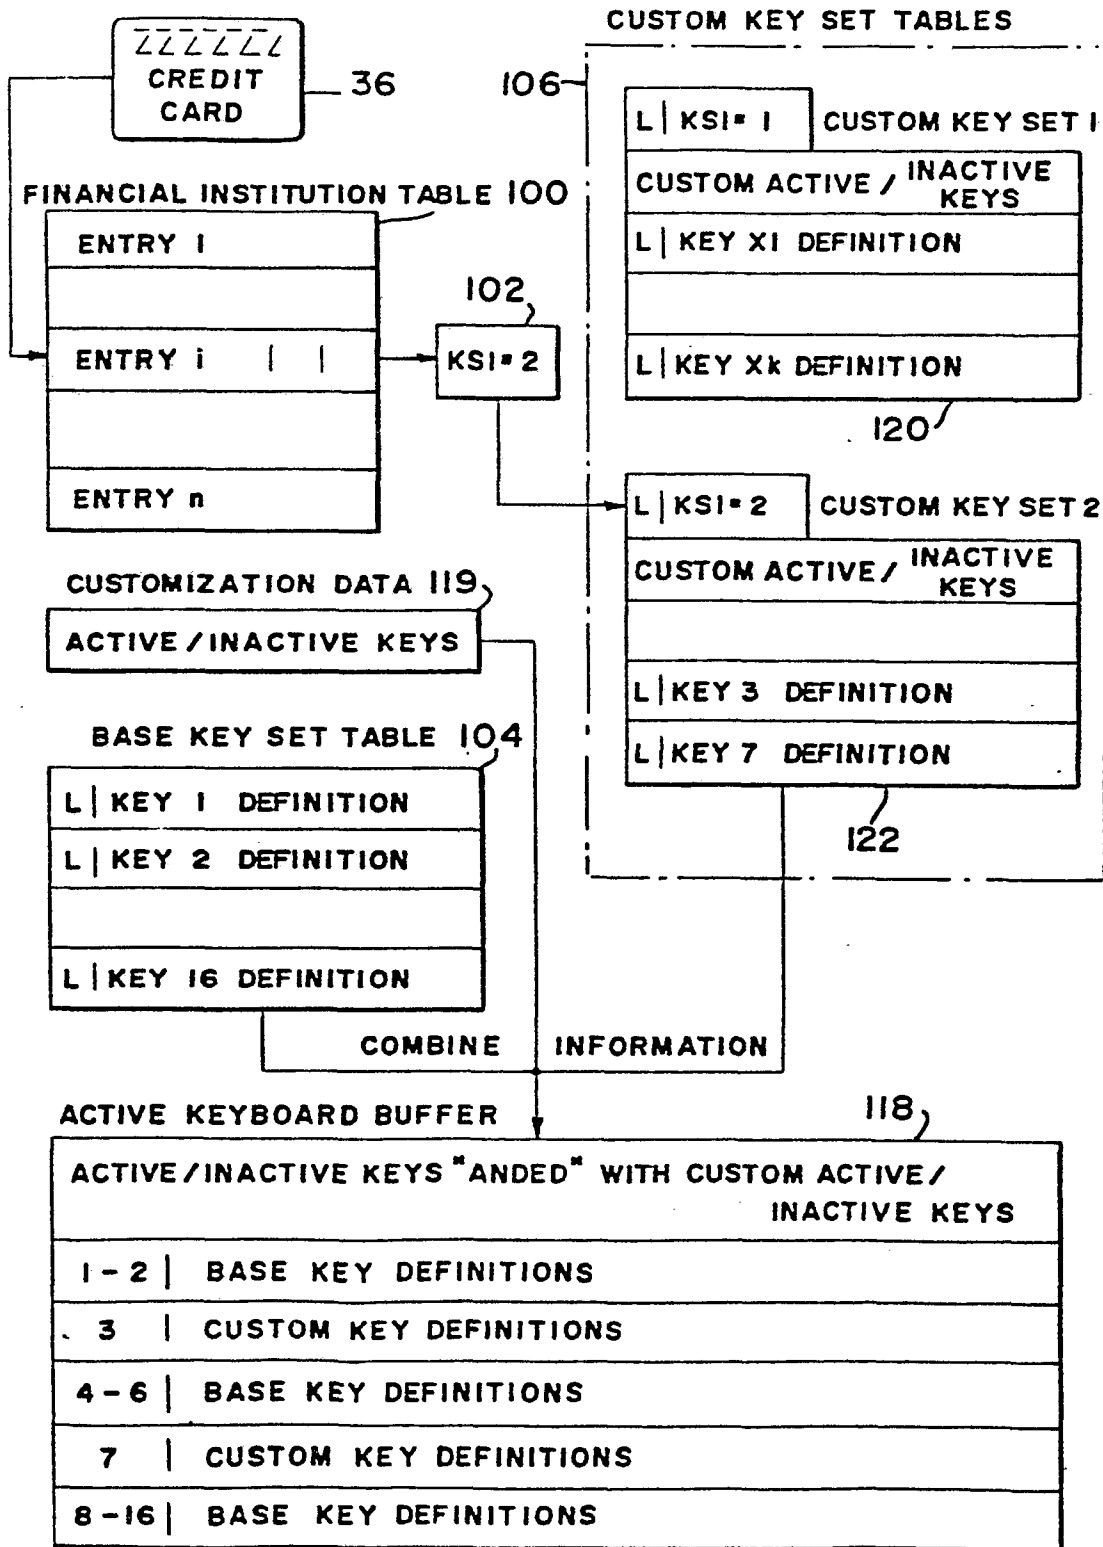 CUSTOM KEY SET TABLES
CREDIT
CARD
36
106
L | KSI=1 CUSTOM KEY SET 1
CUSTOM ACTIVE / INACTIVE
KEYS
L | KEY X1 DEFINITION
L | KEY Xk DEFINITION
120
FINANCIAL INSTITUTION TABLE 100
ENTRY 1
ENTRY i | |
ENTRY n
102
KSI=2
L | KSI=2 CUSTOM KEY SET 2
CUSTOM ACTIVE / INACTIVE
KEYS
L | KEY 3 DEFINITION
L | KEY 7 DEFINITION
122
CUSTOMIZATION DATA 119
ACTIVE/INACTIVE KEYS
BASE KEY SET TABLE 104
L | KEY 1 DEFINITION
L | KEY 2 DEFINITION
L | KEY 16 DEFINITION
COMBINE INFORMATION
ACTIVE KEYBOARD BUFFER
118
ACTIVE/INACTIVE KEYS "ANDED" WITH CUSTOM ACTIVE/
INACTIVE KEYS
1-2 | BASE KEY DEFINITIONS
3 | CUSTOM KEY DEFINITIONS
4-6 | BASE KEY DEFINITIONS
7 | CUSTOM KEY DEFINITIONS
8-16 | BASE KEY DEFINITIONS